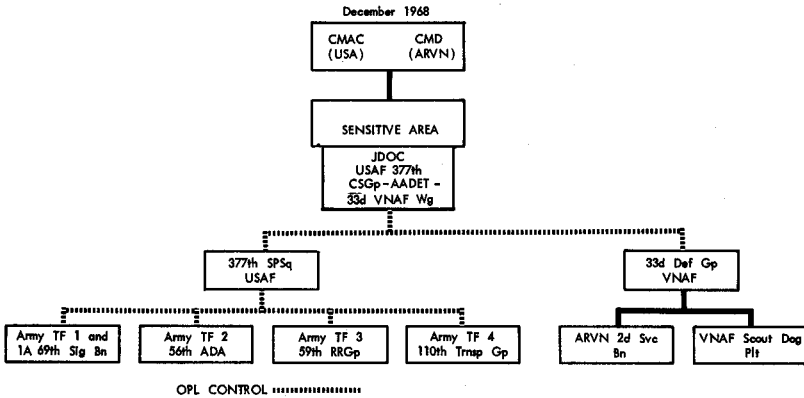 December 1968
CMAC CMD
(USA) (ARVN)
SENSITIVE AREA
JDOC
USAF 377th
CSGp-AADET-
33d VNAF Wg
377th SPSq
USAF
33d Def Gp
VNAF
Army TF 1 and
1A 69th Sig Bn
Army TF 2
56th ADA
Army TF 3
59th RRGp
Army TF 4
110th Trnsp Gp
ARVN 2d Svc
Bn
VNAF Scout Dog
Plt
OPL CONTROL